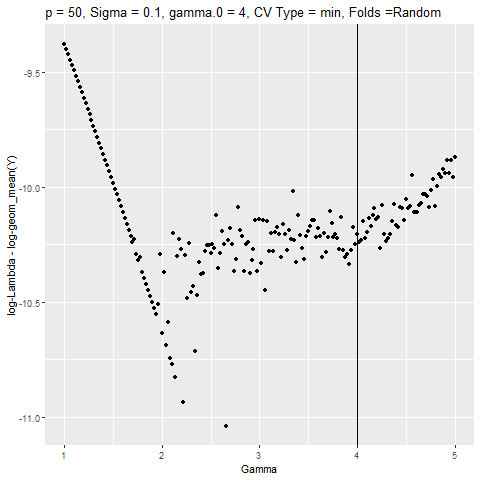 p = 50, Sigma = 0.1, gamma.0 = 4, CV Type = min, Folds =Random
log-Lambda - log-geom_mean(Y)
-9.5
-10.0
-10.5
-11.0
1 2 3 4 5
Gamma